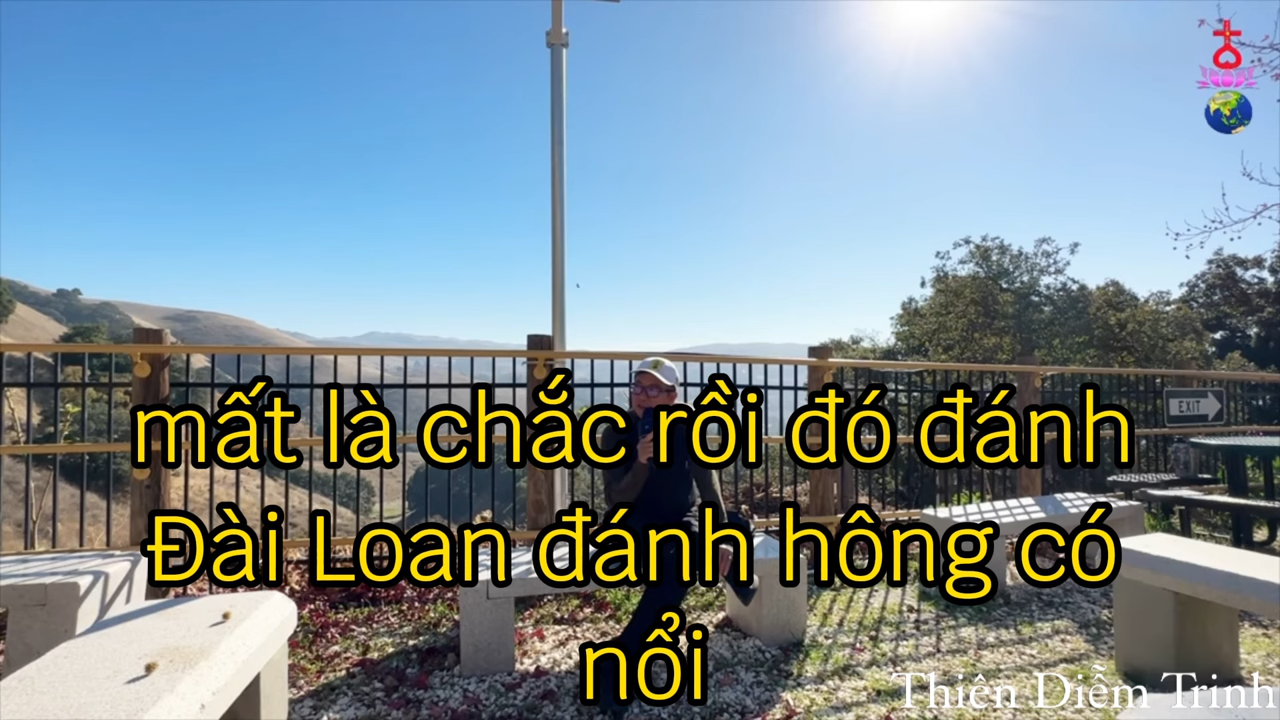 EXIT
mất là chắc rồi đó đánh
Đài Loan đánh hông có
nổi
Thiên Diễm Trinh